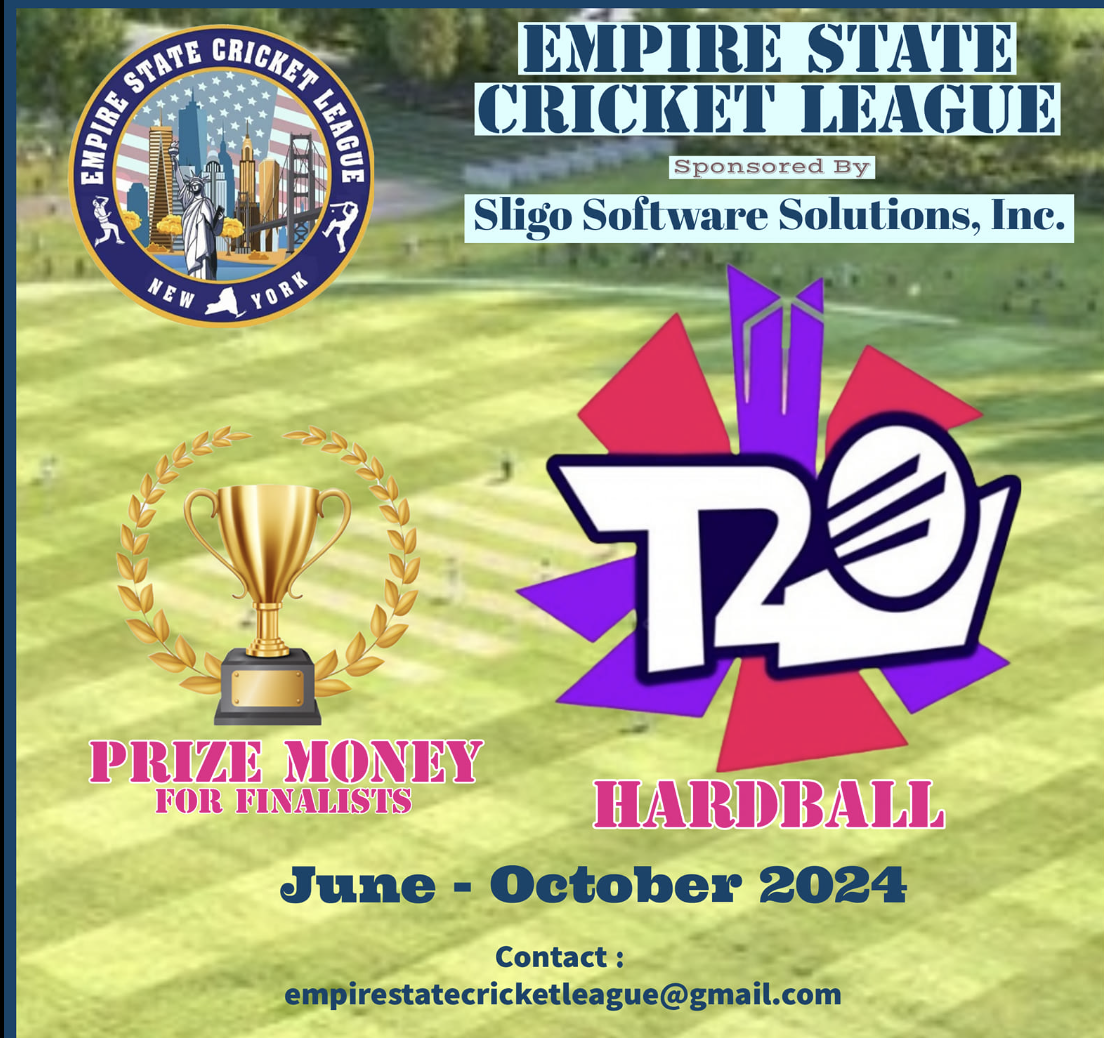 EMPIRE STATE CRICKET LEAGUE
NEW YORK
EMPIRE STATE
CRICKET LEAGUE
Sponsored By
Sligo Software Solutions, Inc.
T20
PRIZE MONEY
FOR FINALISTS
HARDBALL
June - October 2024
Contact :
empirestatecricketleague@gmail.com